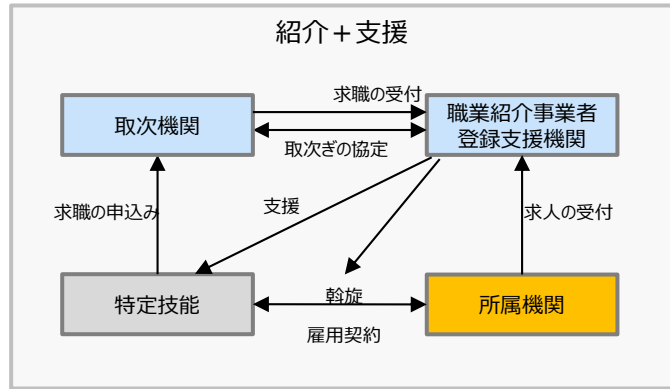 紹介＋支援
取次機関
求職の受付
取次ぎの協定
職業紹介事業者
登録支援機関
求職の申込み
支援
求人の受付
特定技能
斡旋
雇用契約
所属機関